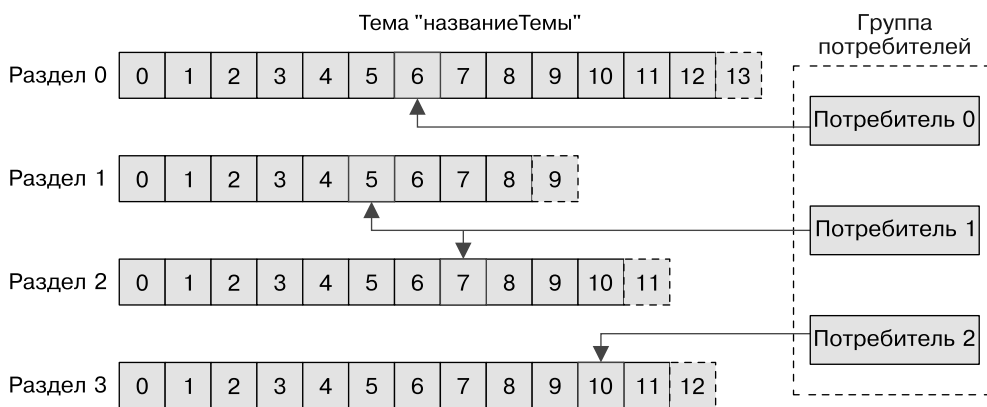 Тема "названиеТемы"
Группа
потребителей
Раздел 0 0 1 2 3 4 5 6 7 8 9 10 11 12 13
Потребитель 0
Раздел 1 0 1 2 3 4 5 6 7 8 9
Потребитель 1
Раздел 2 0 1 2 3 4 5 6 7 8 9 10 11
Потребитель 2
Раздел 3 0 1 2 3 4 5 6 7 8 9 10 11 12